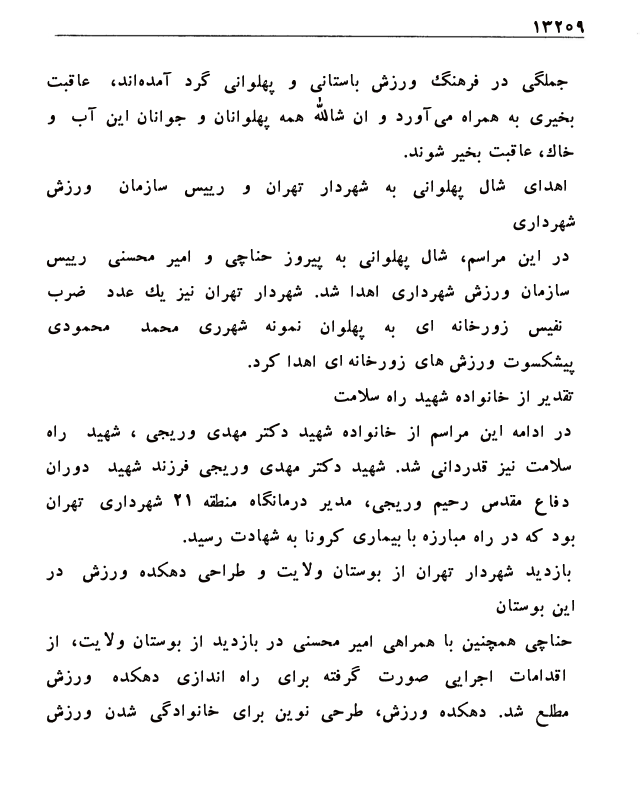 ۱۳۲۰۹
جملگی در فرهنگ ورزش باستانی و پهلوانی گرد آمده‌اند، عاقبت
بخیری به همراه می‌آورد و ان شاالله همه پهلوانان و جوانان این آب و
خاک، عاقبت بخیر شوند.
اهدای شال پهلوانی به شهردار تهران و رییس سازمان ورزش
شهرداری
در این مراسم، شال پهلوانی به پیروز حناچی و امیر محسنی رییس
سازمان ورزش شهرداری اهدا شد. شهردار تهران نیز یک عدد ضرب
نفیس زورخانه ای به پهلوان نمونه شهرری محمد محمودی
پیشکسوت ورزش های زورخانه ای اهدا کرد.
تقدیر از خانواده شهید راه سلامت
در ادامه این مراسم از خانواده شهید دکتر مهدی وریجی ، شهید راه
سلامت نیز قدردانی شد. شهید دکتر مهدی وریجی فرزند شهید دوران
دفاع مقدس رحیم وریجی، مدیر درمانگاه منطقه ۲۱ شهرداری تهران
بود که در راه مبارزه با بیماری کرونا به شهادت رسید.
بازدید شهردار تهران از بوستان ولایت و طراحی دهکده ورزش در
این بوستان
حناچی همچنین با همراهی امیر محسنی در بازدید از بوستان ولایت، از
اقدامات اجرایی صورت گرفته برای راه اندازی دهکده ورزش
مطلع شد. دهکده ورزش، طرحی نوین برای خانوادگی شدن ورزش